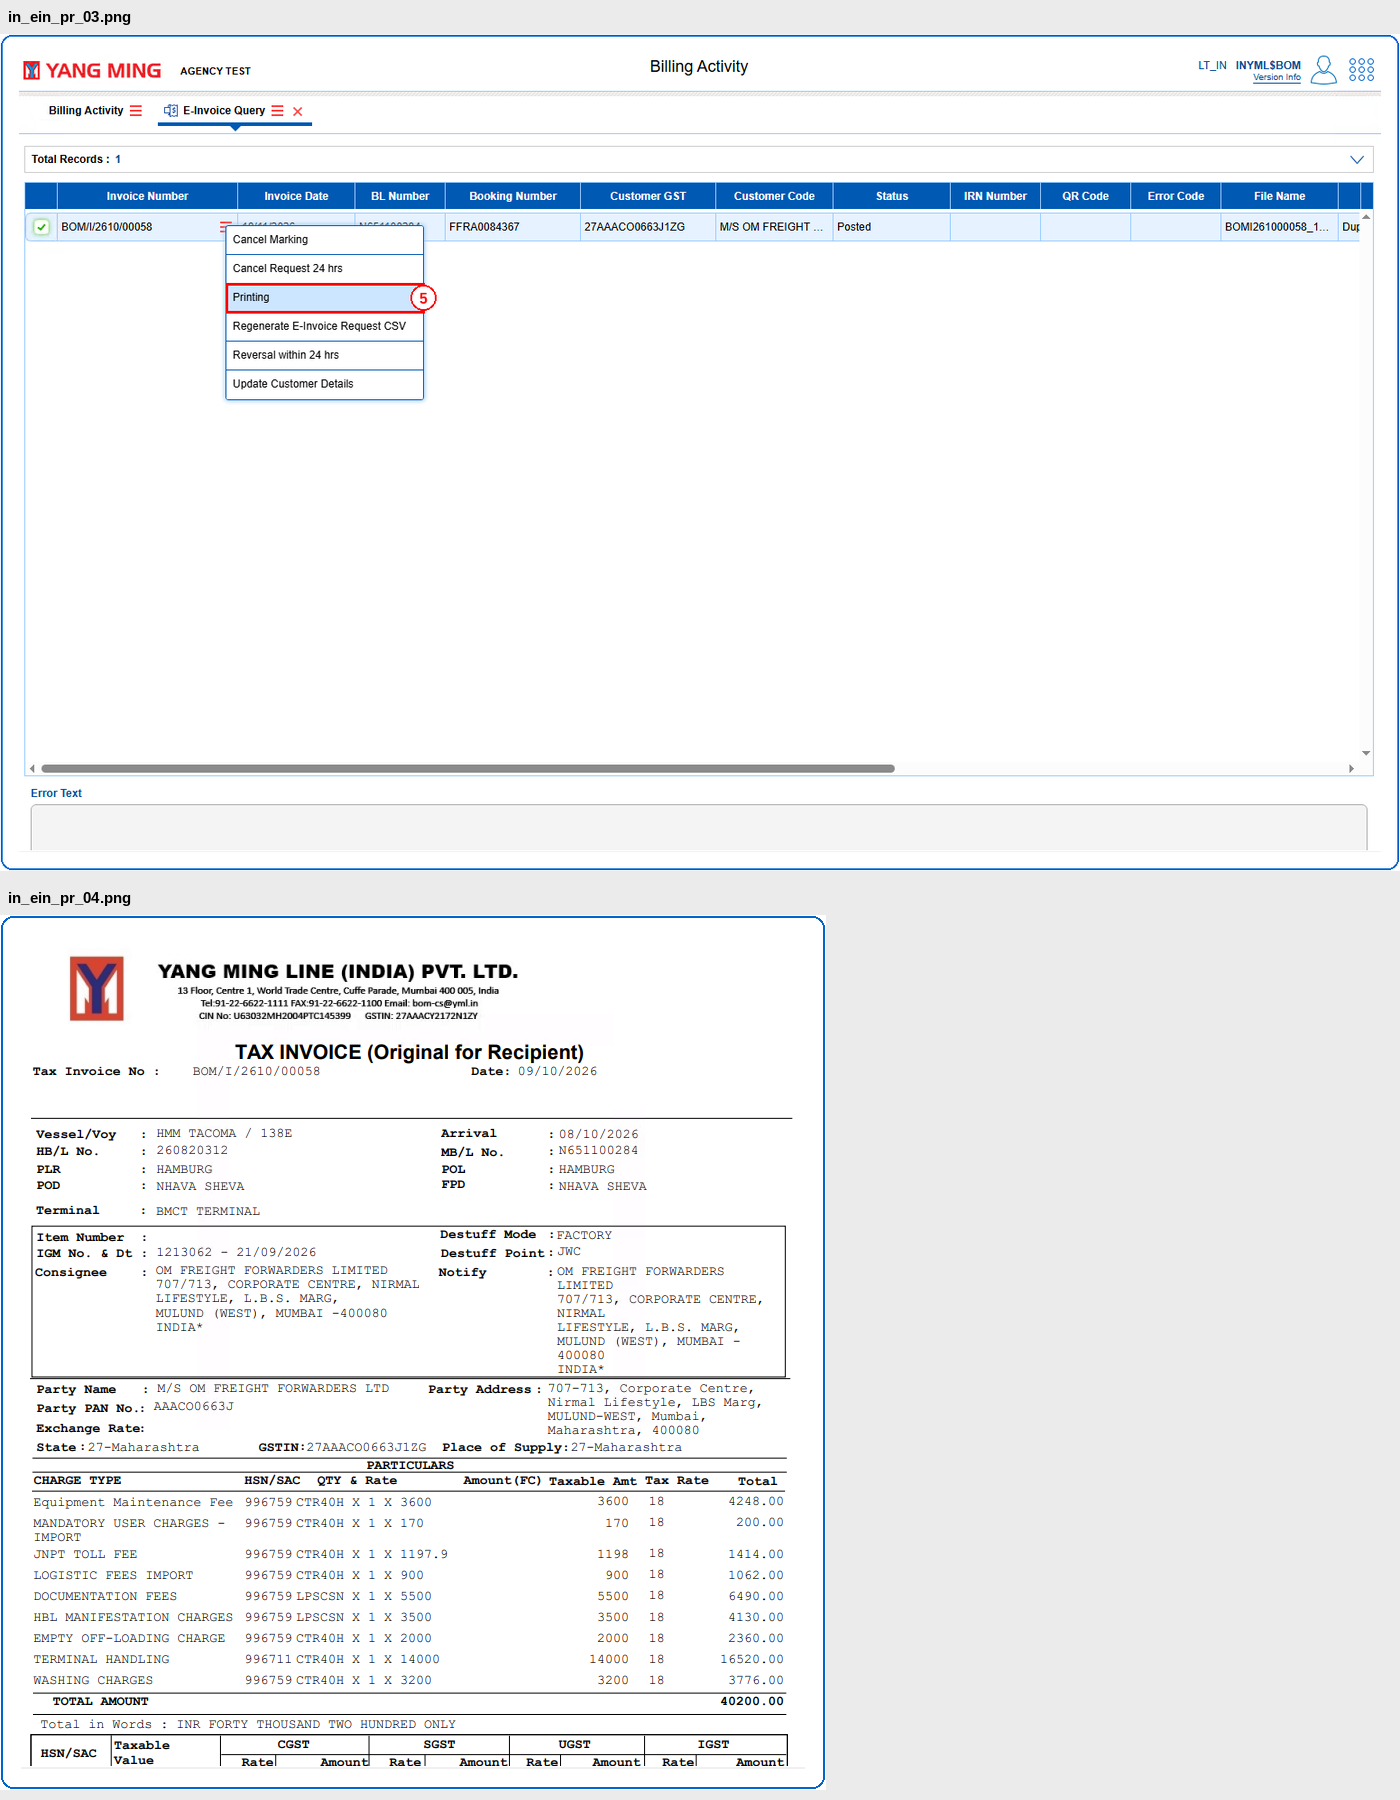 in_ein_pr_03.png
YANG MING AGENCY TEST
Billing Activity
LT_IN INYML$BOM
Version Info
Billing Activity
E-Invoice Query
Total Records : 1
Invoice Number Invoice Date BL Number Booking Number Customer GST Customer Code Status IRN Number QR Code Error Code File Name
BOM/I/2610/00058 FFRA0084367 27AAACO0663J1ZG M/S OM FREIGHT ... Posted BOMI261000058_1... Dup
Cancel Marking
Cancel Request 24 hrs
Printing 5
Regenerate E-Invoice Request CSV
Reversal within 24 hrs
Update Customer Details
Error Text
in_ein_pr_04.png
YANG MING LINE (INDIA) PVT. LTD.
13 Floor, Centre 1, World Trade Centre, Cuffe Parade, Mumbai 400 005, India
Tel:91-22-6622-1111 FAX:91-22-6622-1100 Email: bom-cs@yml.in
CIN No: U63032MH2004PTC145399 GSTIN: 27AAACY2172N1ZY
TAX INVOICE (Original for Recipient)
Tax Invoice No : BOM/I/2610/00058 Date: 09/10/2026
Vessel/Voy : HMM TACOMA / 138E Arrival : 08/10/2026
HB/L No. : 260820312 MB/L No. : N651100284
PLR : HAMBURG POL : HAMBURG
POD : NHAVA SHEVA FPD : NHAVA SHEVA
Terminal : BMCT TERMINAL
Item Number : Destuff Mode : FACTORY
IGM No. & Dt : 1213062 - 21/09/2026 Destuff Point : JWC
Consignee : OM FREIGHT FORWARDERS LIMITED
707/713, CORPORATE CENTRE, NIRMAL
LIFESTYLE, L.B.S. MARG,
MULUND (WEST), MUMBAI -400080
INDIA*
Notify : OM FREIGHT FORWARDERS
LIMITED
707/713, CORPORATE CENTRE,
NIRMAL
LIFESTYLE, L.B.S. MARG,
MULUND (WEST), MUMBAI -
400080
INDIA*
Party Name : M/S OM FREIGHT FORWARDERS LTD
Party PAN No.: AAACO0663J
Exchange Rate:
Party Address : 707-713, Corporate Centre,
Nirmal Lifestyle, LBS Marg,
MULUND-WEST, Mumbai,
Maharashtra, 400080
State : 27-Maharashtra GSTIN: 27AAACO0663J1ZG Place of Supply: 27-Maharashtra
PARTICULARS
CHARGE TYPE HSN/SAC QTY & Rate Amount(FC) Taxable Amt Tax Rate Total
Equipment Maintenance Fee 996759 CTR40H X 1 X 3600 3600 18 4248.00
MANDATORY USER CHARGES - 996759 CTR40H X 1 X 170 170 18 200.00
IMPORT
JNPT TOLL FEE 996759 CTR40H X 1 X 1197.9 1198 18 1414.00
LOGISTIC FEES IMPORT 996759 CTR40H X 1 X 900 900 18 1062.00
DOCUMENTATION FEES 996759 LPSCSN X 1 X 5500 5500 18 6490.00
HBL MANIFESTATION CHARGES 996759 LPSCSN X 1 X 3500 3500 18 4130.00
EMPTY OFF-LOADING CHARGE 996759 CTR40H X 1 X 2000 2000 18 2360.00
TERMINAL HANDLING 996711 CTR40H X 1 X 14000 14000 18 16520.00
WASHING CHARGES 996759 CTR40H X 1 X 3200 3200 18 3776.00
TOTAL AMOUNT 40200.00
Total in Words : INR FORTY THOUSAND TWO HUNDRED ONLY
HSN/SAC Taxable CGST SGST UGST IGST
Value Rate Amount Rate Amount Rate Amount Rate Amount